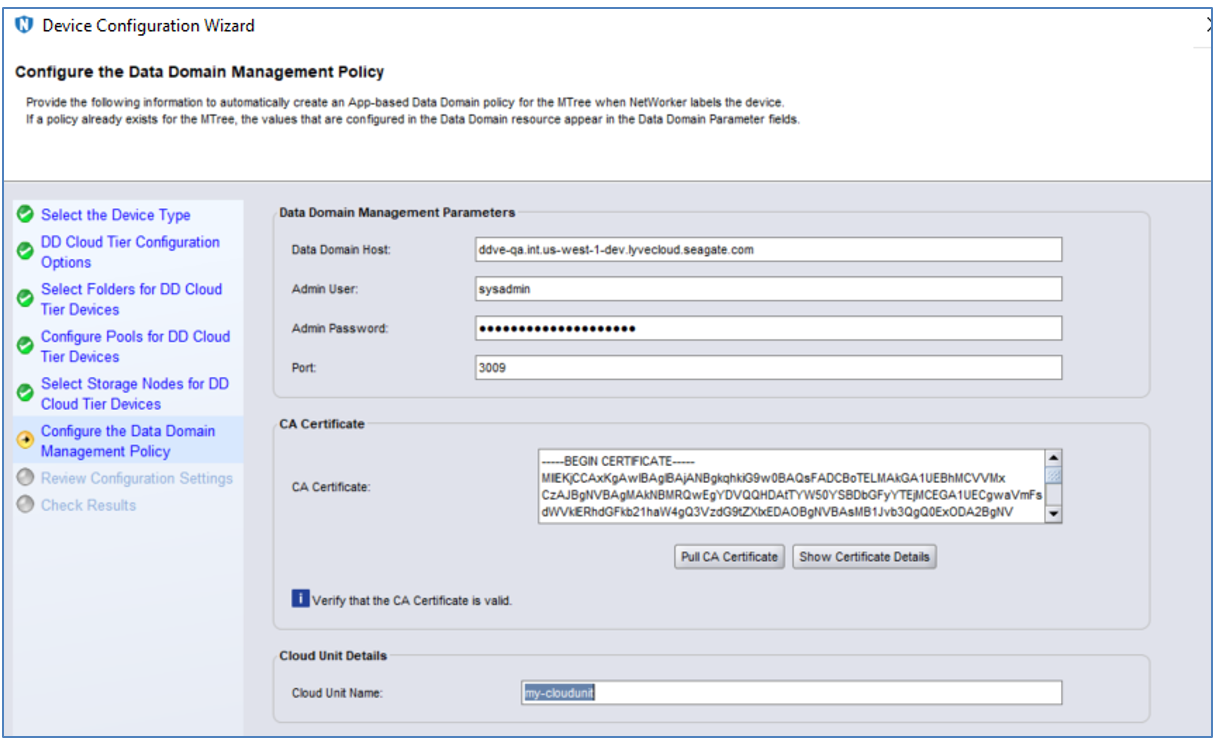 Device Configuration Wizard
Configure the Data Domain Management Policy
Provide the following information to automatically create an App-based Data Domain policy for the MTree when NetWorker labels the device.
If a policy already exists for the MTree, the values that are configured in the Data Domain resource appear in the Data Domain Parameter fields.
Select the Device Type
DD Cloud Tier Configuration
Options
Select Folders for DD Cloud
Tier Devices
Configure Pools for DD Cloud
Tier Devices
Select Storage Nodes for DD
Cloud Tier Devices
Configure the Data Domain
Management Policy
Review Configuration Settings
Check Results
Data Domain Management Parameters
Data Domain Host: ddve-qa.int.us-west-1-dev.lyvecloud.seagate.com
Admin User: sysadmin
Admin Password: ●●●●●●●●●●●●●●●●●●●●
Port: 3009
CA Certificate
CA Certificate:
-----BEGIN CERTIFICATE-----
Pull CA Certificate Show Certificate Details
Verify that the CA Certificate is valid.
Cloud Unit Details
Cloud Unit Name: my-cloudunit